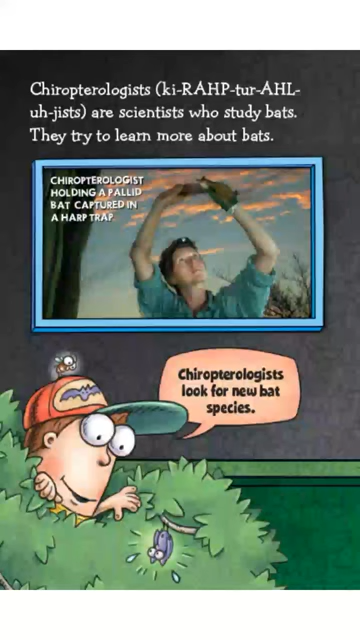 Chiropterologists (ki-RAHP-tur-AHL-
uh-jists) are scientists who study bats.
They try to learn more about bats.
CHIROPTEROLOGIST
HOLDING A PALLID
BAT CAPTURED IN
A HARP TRAP.
Chiropterologists
look for new bat
species.